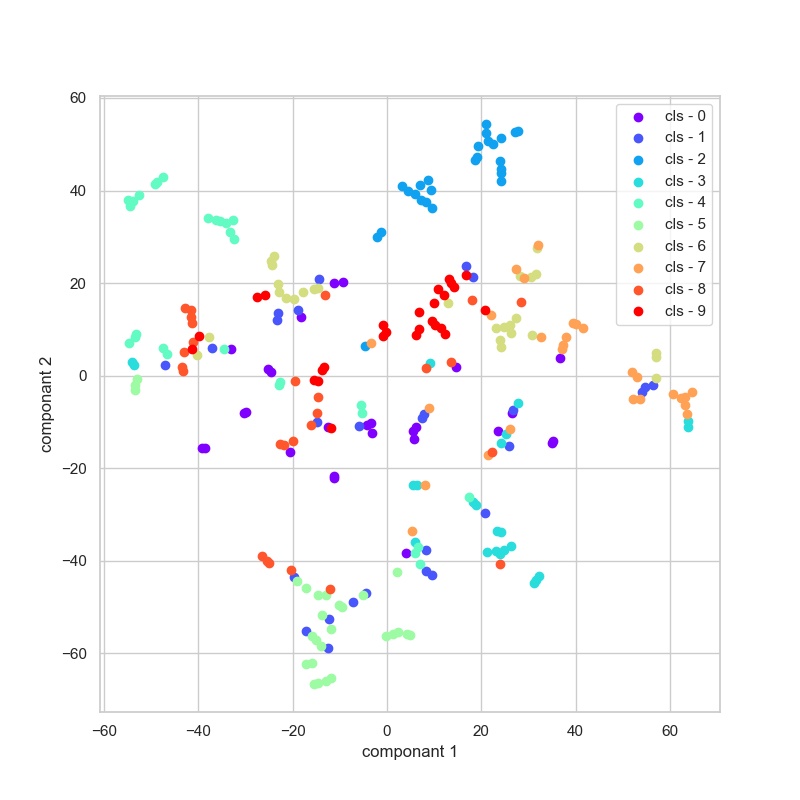 60
40
20
0
−20
−40
−60
−60
−40
−20
0
20
40
60
componant 1
componant 2
cls - 0
cls - 1
cls - 2
cls - 3
cls - 4
cls - 5
cls - 6
cls - 7
cls - 8
cls - 9